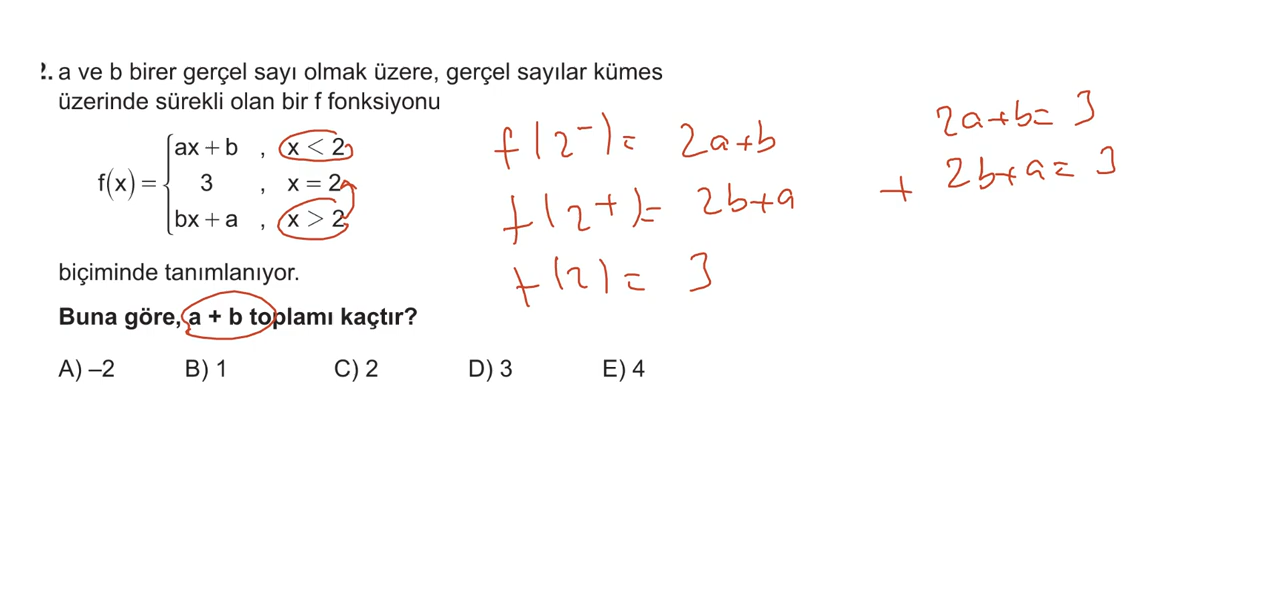 2. a ve b birer gerçel sayı olmak üzere, gerçel sayılar kümes
üzerinde sürekli olan bir f fonksiyonu
f(x) = { ax + b , x < 2
3 , x = 2
bx + a , x > 2
biçiminde tanımlanıyor.
Buna göre, a + b toplamı kaçtır?
A) –2 B) 1 C) 2 D) 3 E) 4
f(2⁻) = 2a+b
f(2⁺) = 2b+a
f(2) = 3
2a+b= 3
+ 2b+a= 3